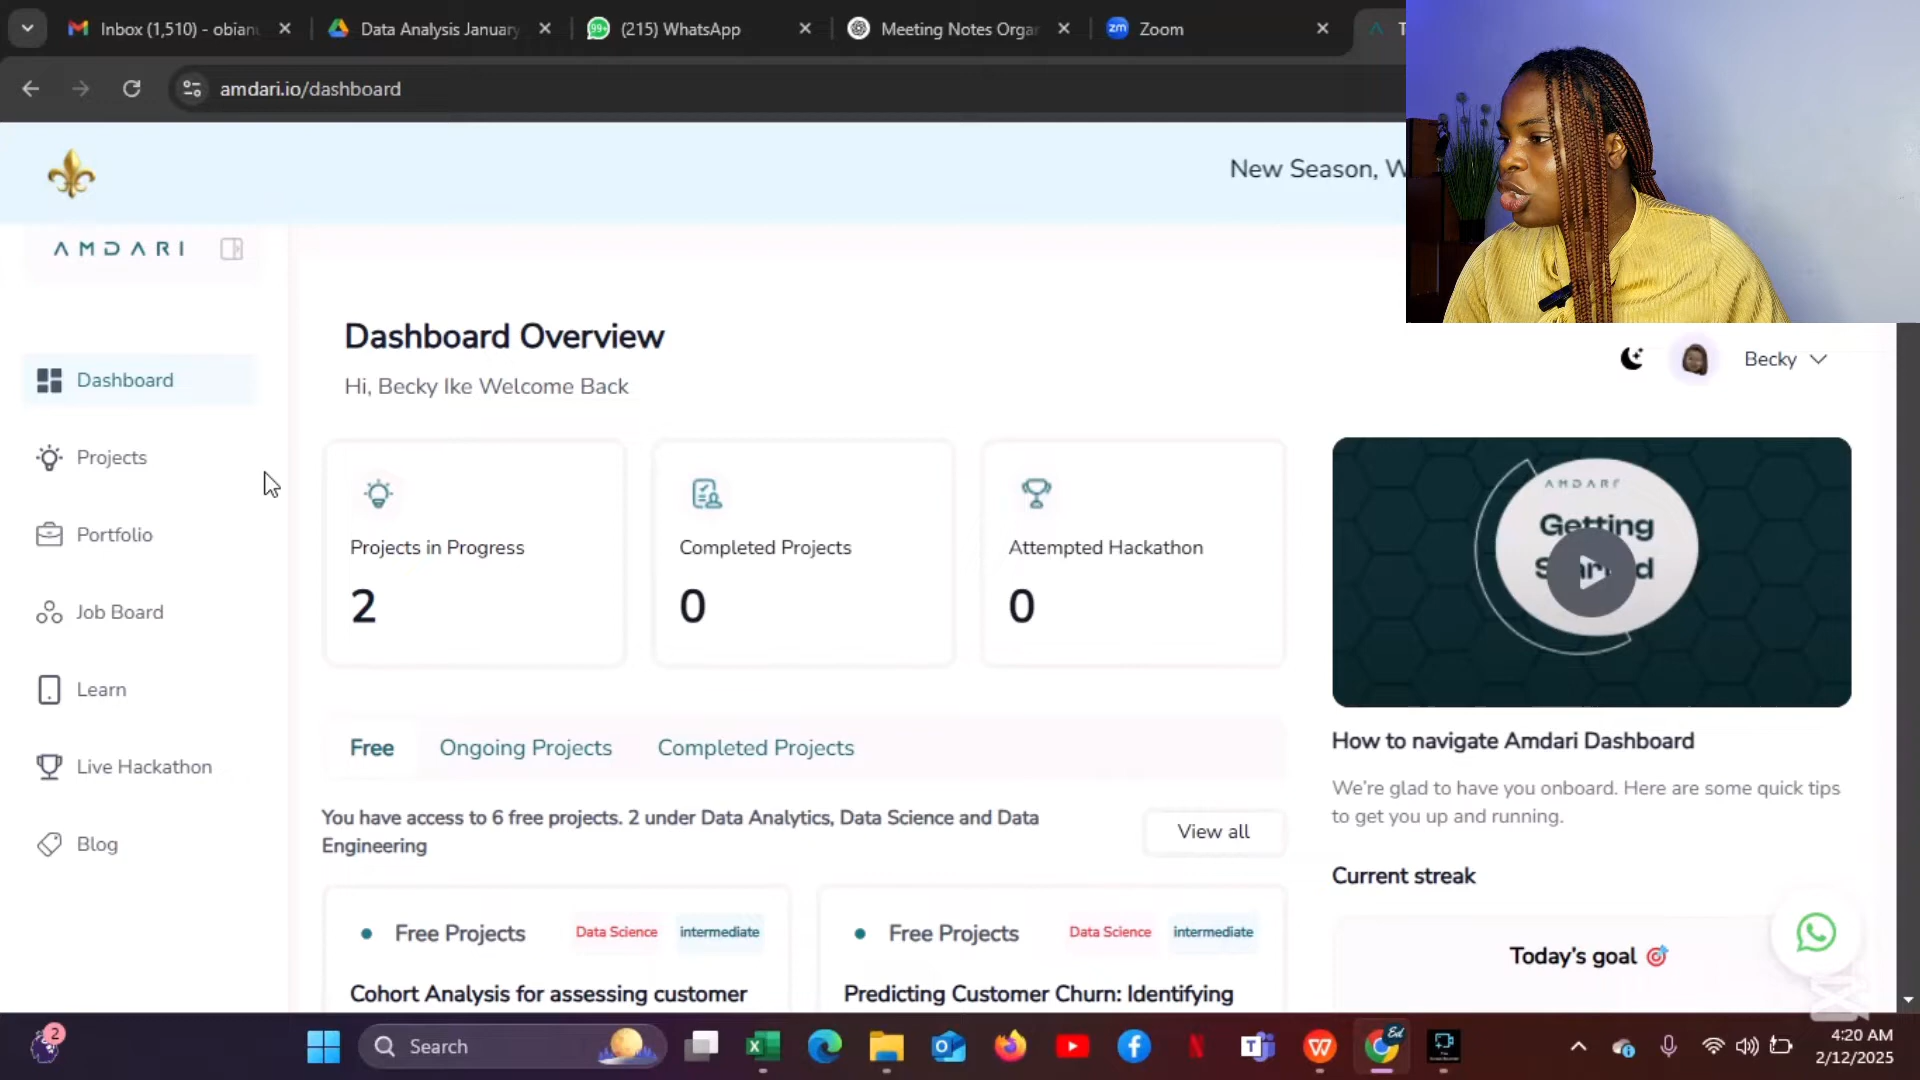 Inbox (1,510) - obian
Data Analysis January
(215) WhatsApp
Meeting Notes Organ
zm Zoom
amdari.io/dashboard
New Season, W
AMDARI
Dashboard Overview
Hi, Becky Ike Welcome Back
Becky
Dashboard
Projects
Portfolio
Job Board
Learn
Live Hackathon
Blog
Projects in Progress
2
Completed Projects
0
Attempted Hackathon
0
AMDARI
Getting
How to navigate Amdari Dashboard
We're glad to have you onboard. Here are some quick tips
to get you up and running.
Current streak
Today's goal
Free Ongoing Projects Completed Projects
You have access to 6 free projects. 2 under Data Analytics, Data Science and Data
Engineering
View all
Free Projects Data Science intermediate
Cohort Analysis for assessing customer
Free Projects Data Science intermediate
Predicting Customer Churn: Identifying
2
Search
Ed
4:20 AM
2/12/2025